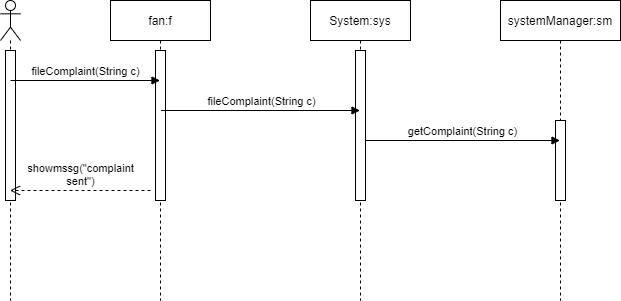 fan:f
System:sys
systemManager:sm
fileComplaint(String c)
fileComplaint(String c)
getComplaint(String c)
showmssg("complaint
sent")